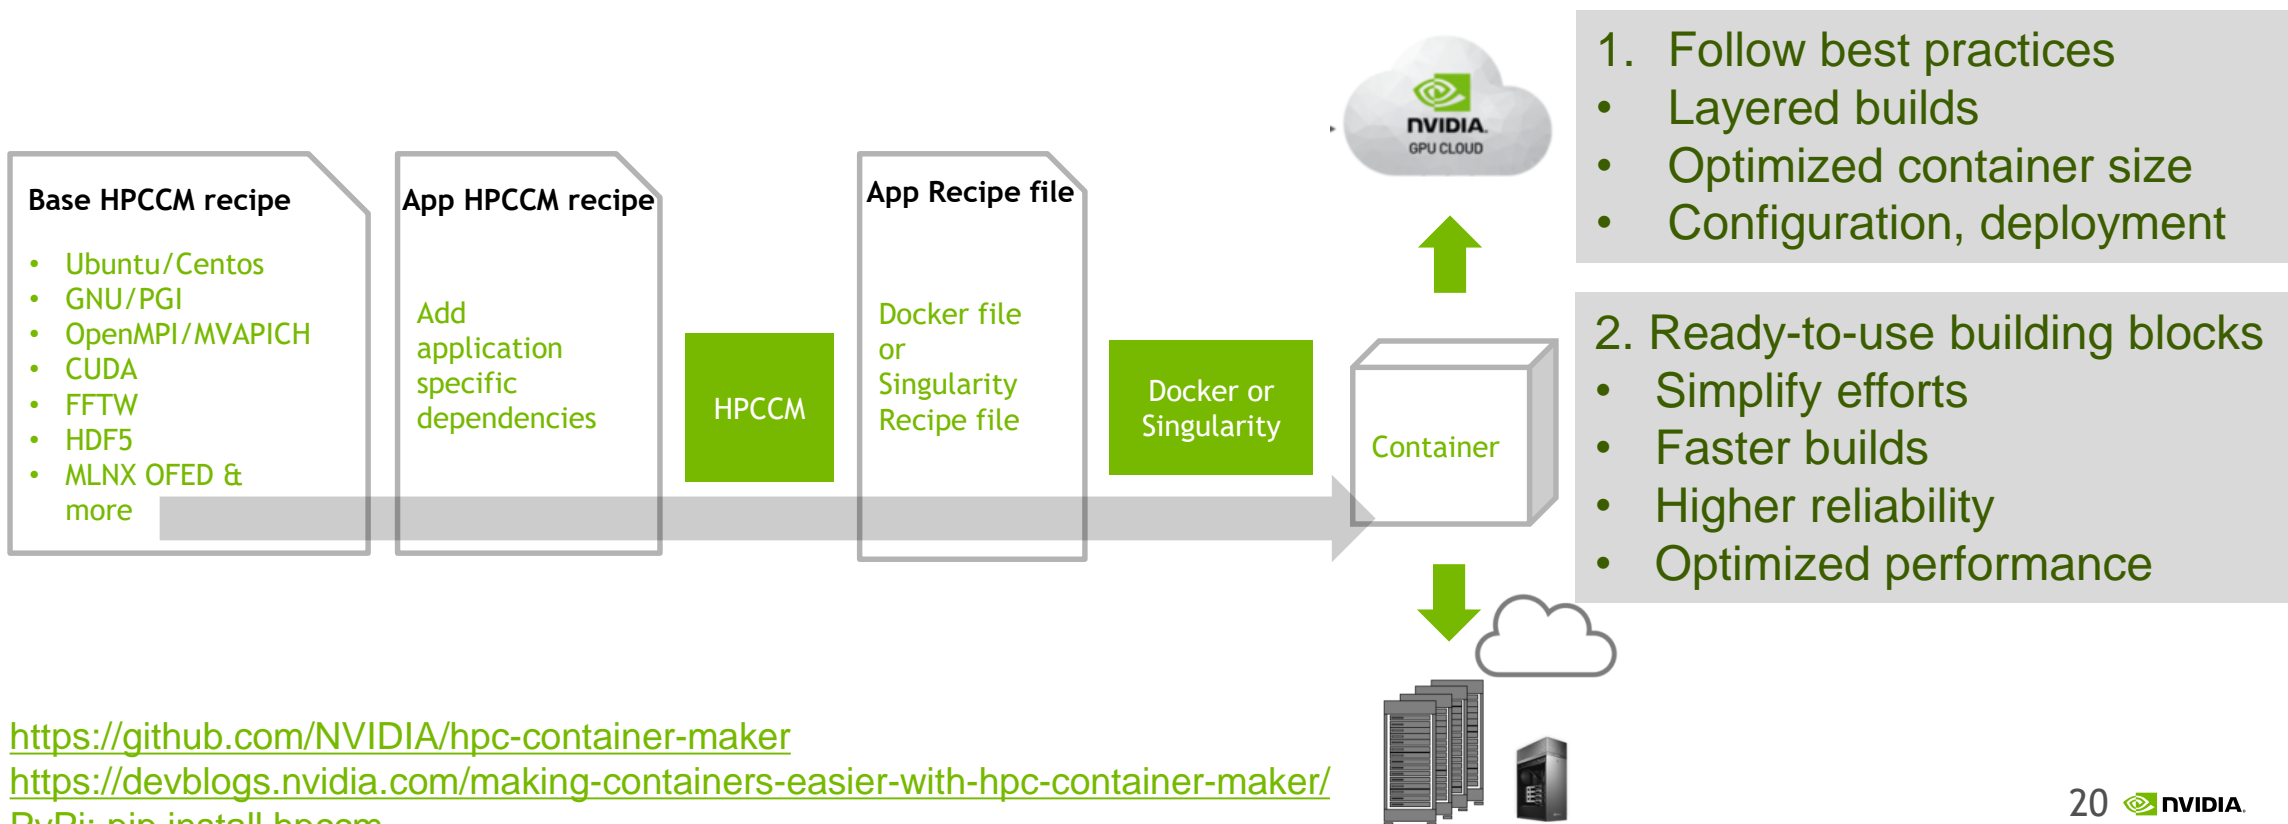 Base HPCCM recipe
• Ubuntu/Centos
• GNU/PGI
• OpenMPI/MVAPICH
• CUDA
• FFTW
• HDF5
• MLNX OFED &
more
App HPCCM recipe
Add
application
specific
dependencies
HPCCM
App Recipe file
Docker file
or
Singularity
Recipe file
Docker or
Singularity
Container
NVIDIA.
GPU CLOUD
1. Follow best practices
• Layered builds
• Optimized container size
• Configuration, deployment
2. Ready-to-use building blocks
• Simplify efforts
• Faster builds
• Higher reliability
• Optimized performance
https://github.com/NVIDIA/hpc-container-maker
https://devblogs.nvidia.com/making-containers-easier-with-hpc-container-maker/
PyPi: pip install hpccm
20 NVIDIA.